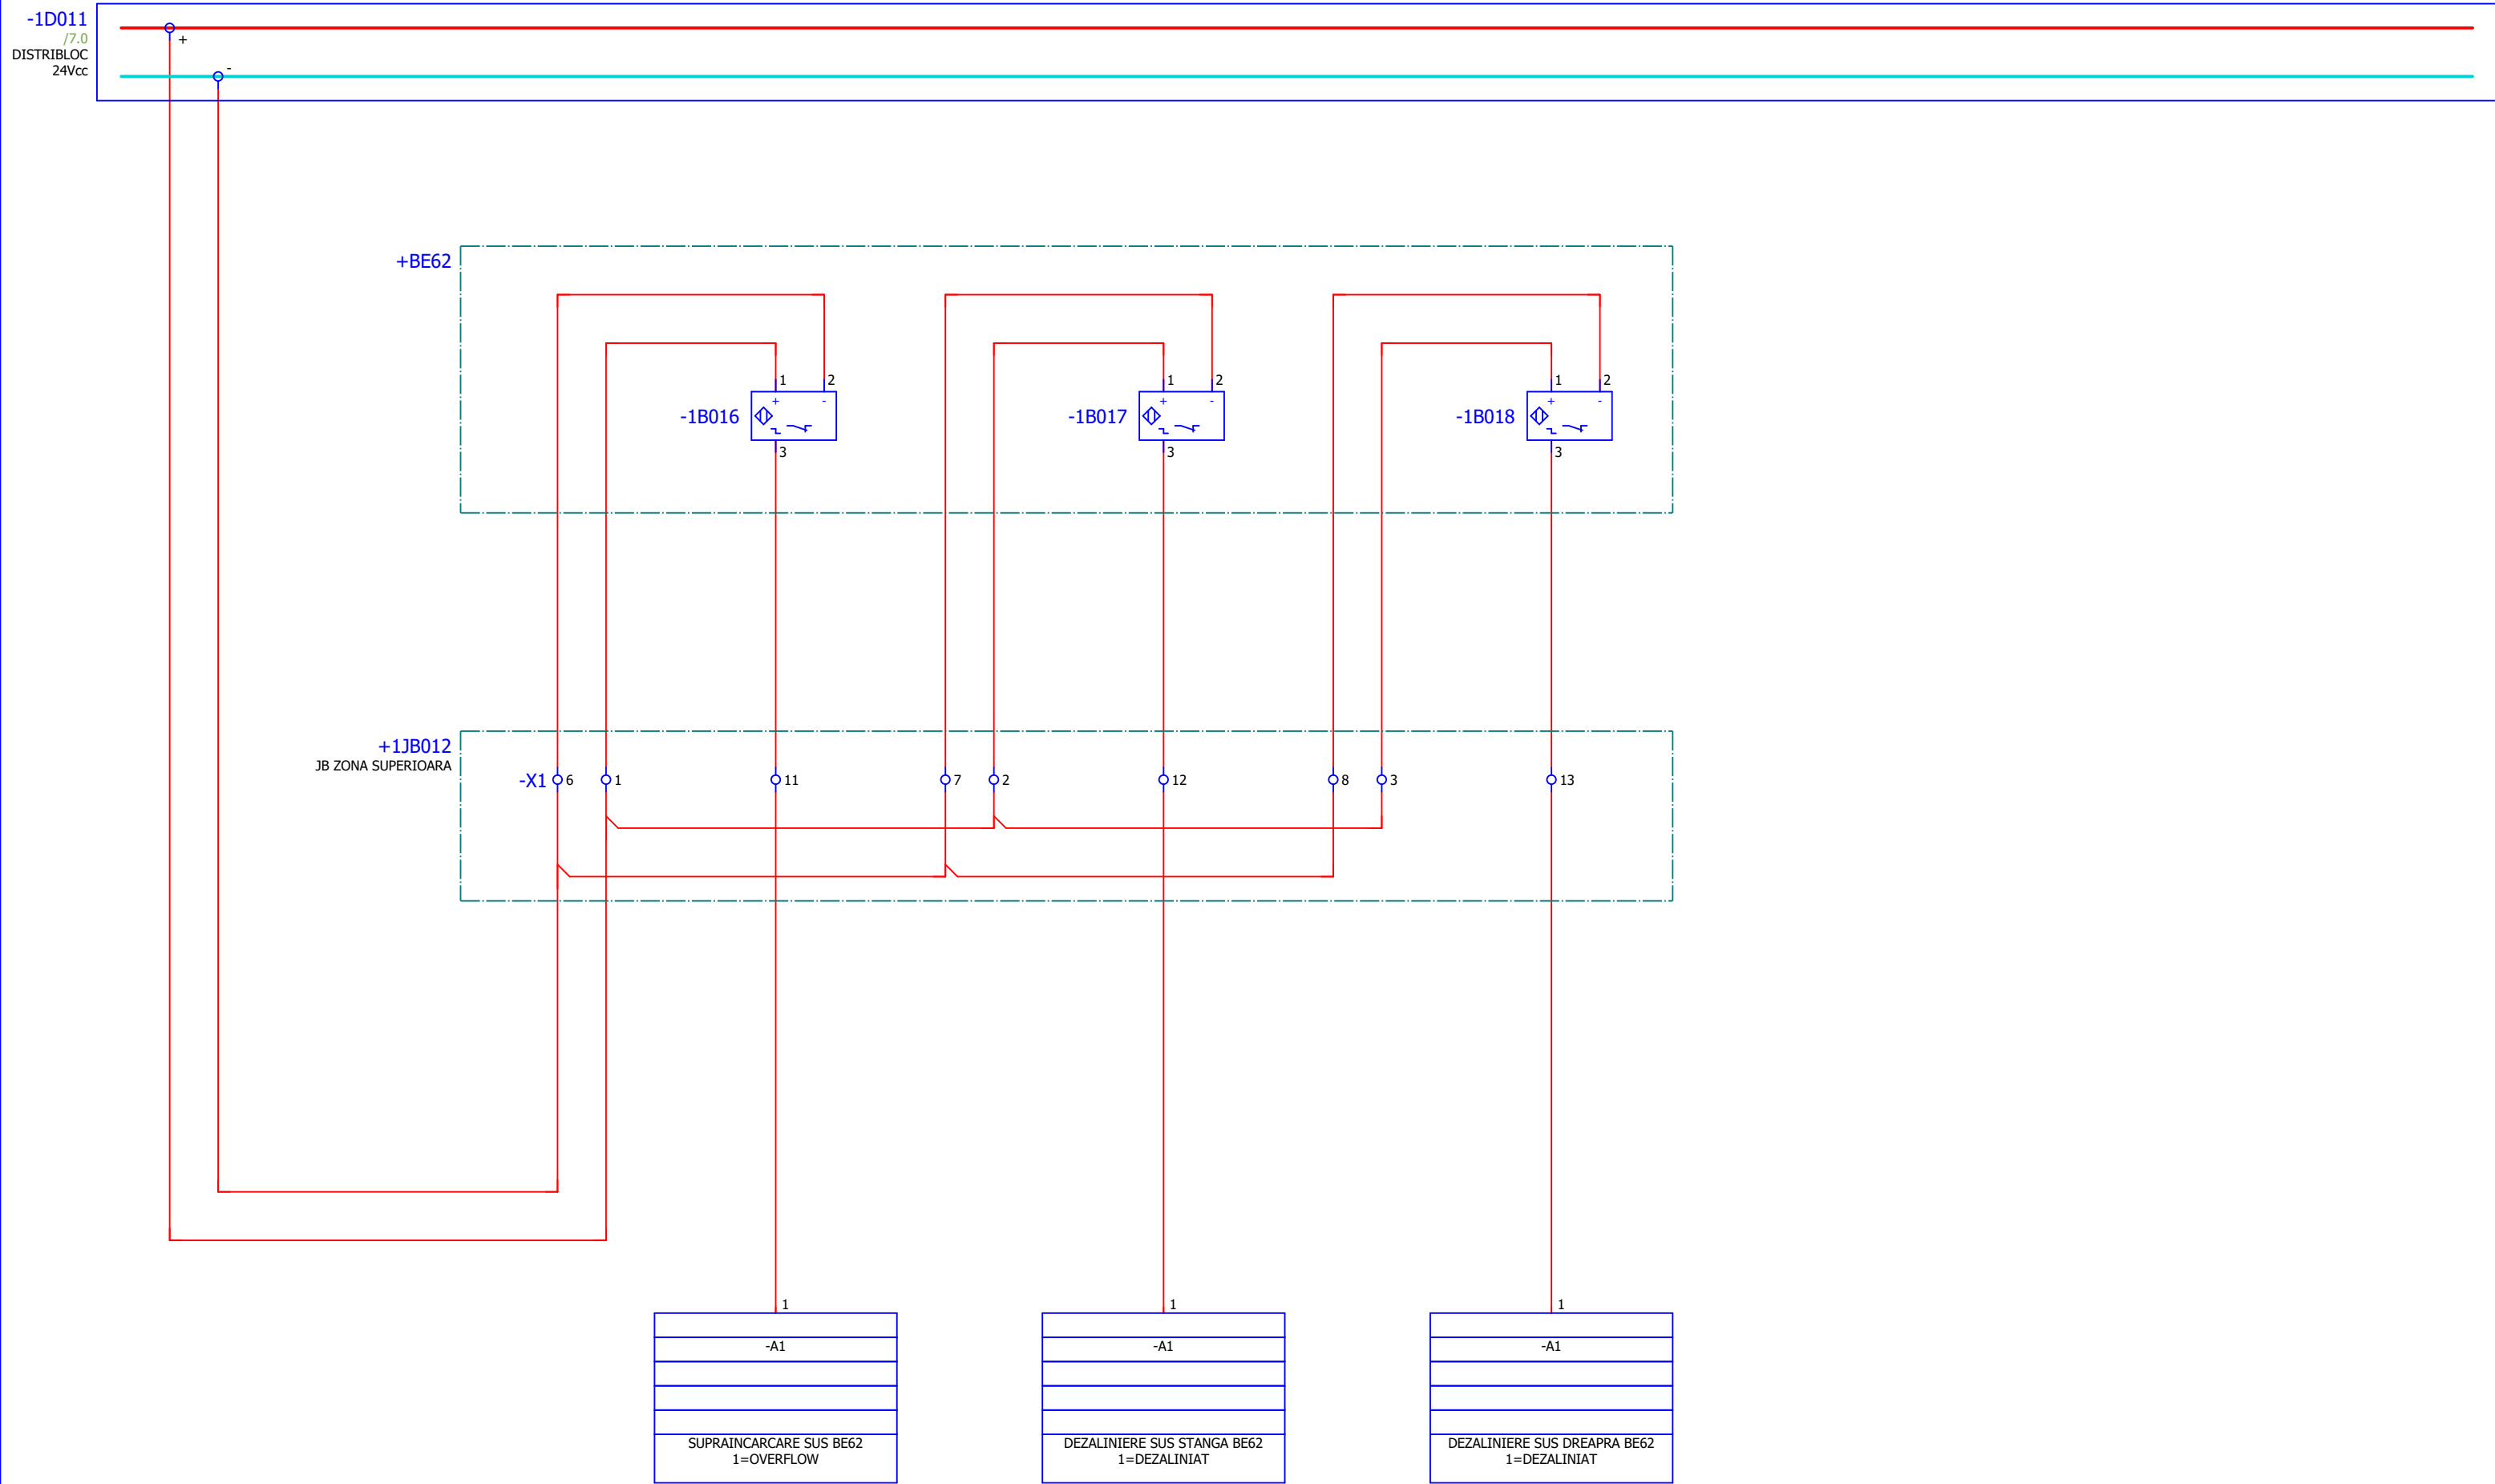 -1D011
/7.0
DISTRIBLOC
24Vcc
+
-
+BE62
1 2
+ -
-1B016
3
1 2
+ -
-1B017
3
1 2
+ -
-1B018
3
+1JB012
JB ZONA SUPERIOARA
-X1 6 1 11 7 2 12 8 3 13
1
-A1
SUPRAINCARCARE SUS BE62
1=OVERFLOW
1
-A1
DEZALINIERE SUS STANGA BE62
1=DEZALINIAT
1
-A1
DEZALINIERE SUS DREAPRA BE62
1=DEZALINIAT